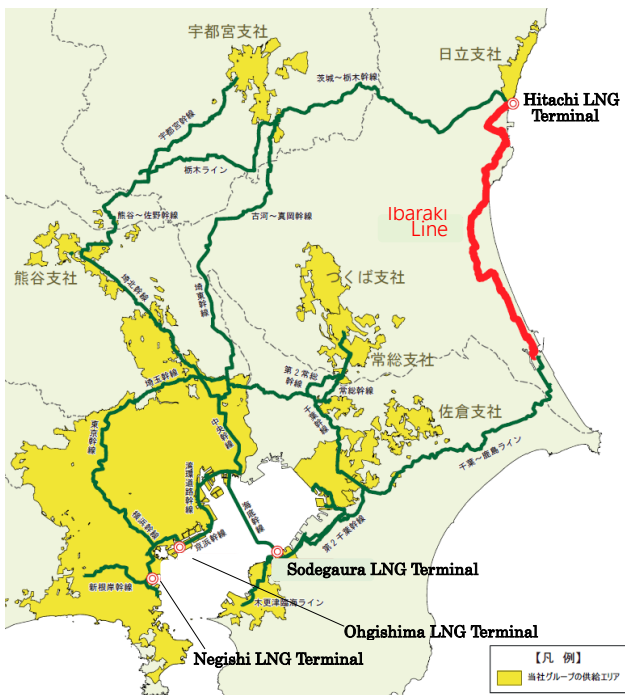 宇都宮支社
日立支社
茨城~栃木幹線
Hitachi LNG
Terminal
宇都宮幹線
栃木ライン
熊谷~佐野幹線
古河~真岡幹線
Ibaraki
Line
熊谷支社
埼北幹線
埼東幹線
つくば支社
常総支社
第2常総
幹線
常総幹線
埼玉幹線
東京幹線
中央幹線
千葉幹線
佐倉支社
千葉~鹿島ライン
湾環道路幹線
海底幹線
横浜幹線
京浜幹線
第2千葉幹線
Sodegaura LNG Terminal
新根岸幹線
木更津臨海ライン
Ohgishima LNG Terminal
Negishi LNG Terminal
【凡 例】
当社グループの供給エリア